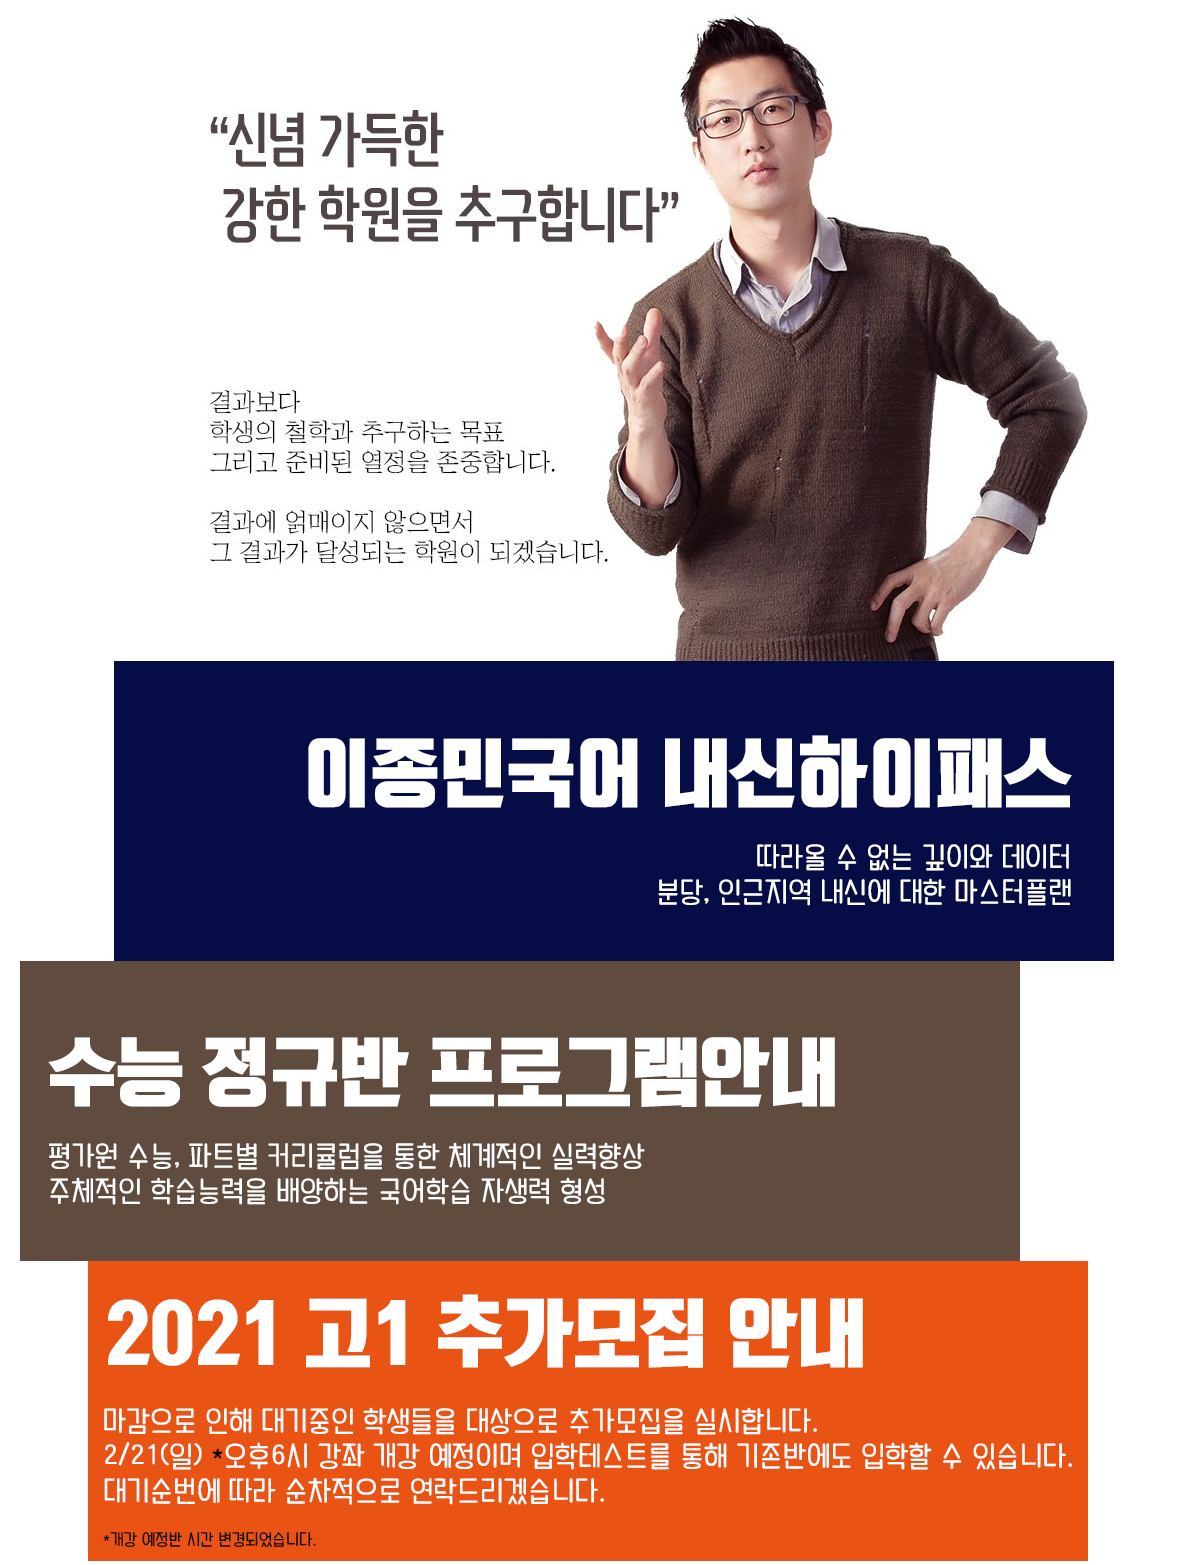 “신념 가득한
강한 학원을 추구합니다”
결과보다
학생의 철학과 추구하는 목표
그리고 준비된 열정을 존중합니다.
결과에 얽매이지 않으면서
그 결과가 달성되는 학원이 되겠습니다.
이종민국어 내신하이패스
따라올 수 없는 깊이와 데이터
분당, 인근지역 내신에 대한 마스터플랜
수능 정규반 프로그램안내
평가원 수능, 파트별 커리큘럼을 통한 체계적인 실력향상
주체적인 학습능력을 배양하는 국어학습 자생력 형성
2021 고1 추가모집 안내
마감으로 인해 대기중인 학생들을 대상으로 추가모집을 실시합니다.
2/21(일) *오후6시 강좌 개강 예정이며 입학테스트를 통해 기존반에도 입학할 수 있습니다.
대기순번에 따라 순차적으로 연락드리겠습니다.
*개강 예정반 시간 변경되었습니다.